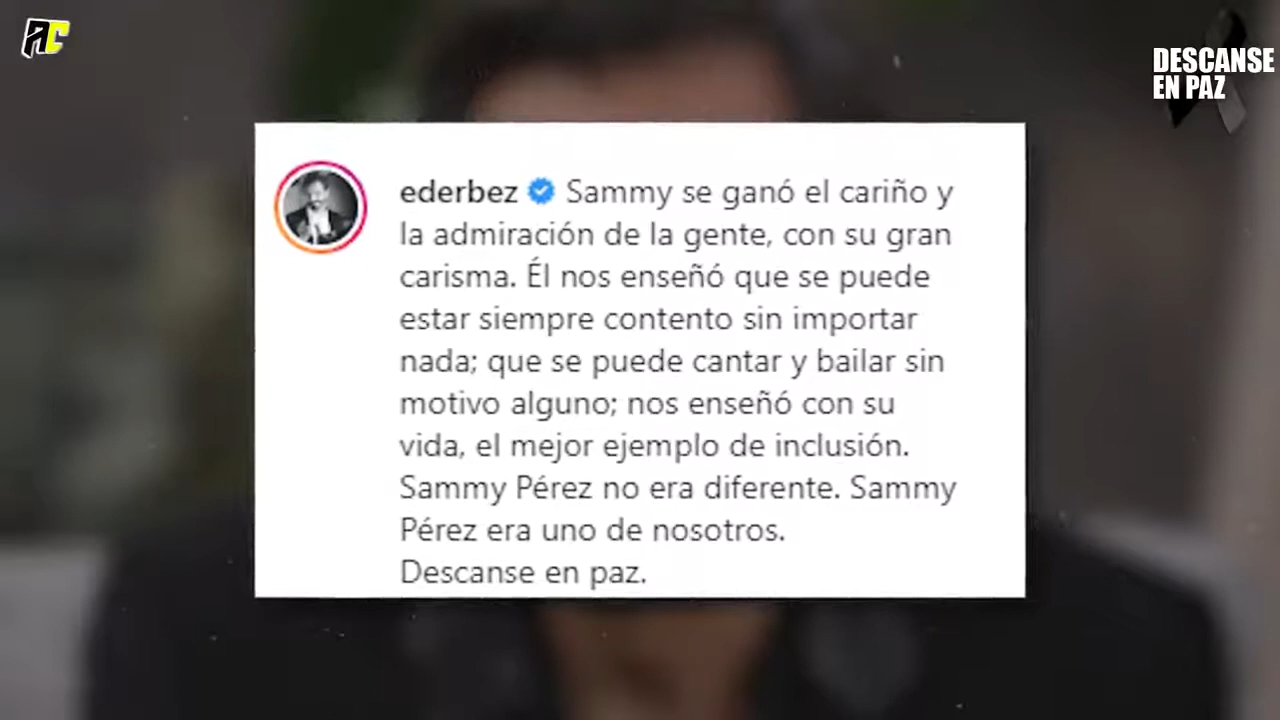 AC
DESCANSE
EN PAZ
ederbez Sammy se ganó el cariño y
la admiración de la gente, con su gran
carisma. Él nos enseñó que se puede
estar siempre contento sin importar
nada; que se puede cantar y bailar sin
motivo alguno; nos enseñó con su
vida, el mejor ejemplo de inclusión.
Sammy Pérez no era diferente. Sammy
Pérez era uno de nosotros.
Descanse en paz.